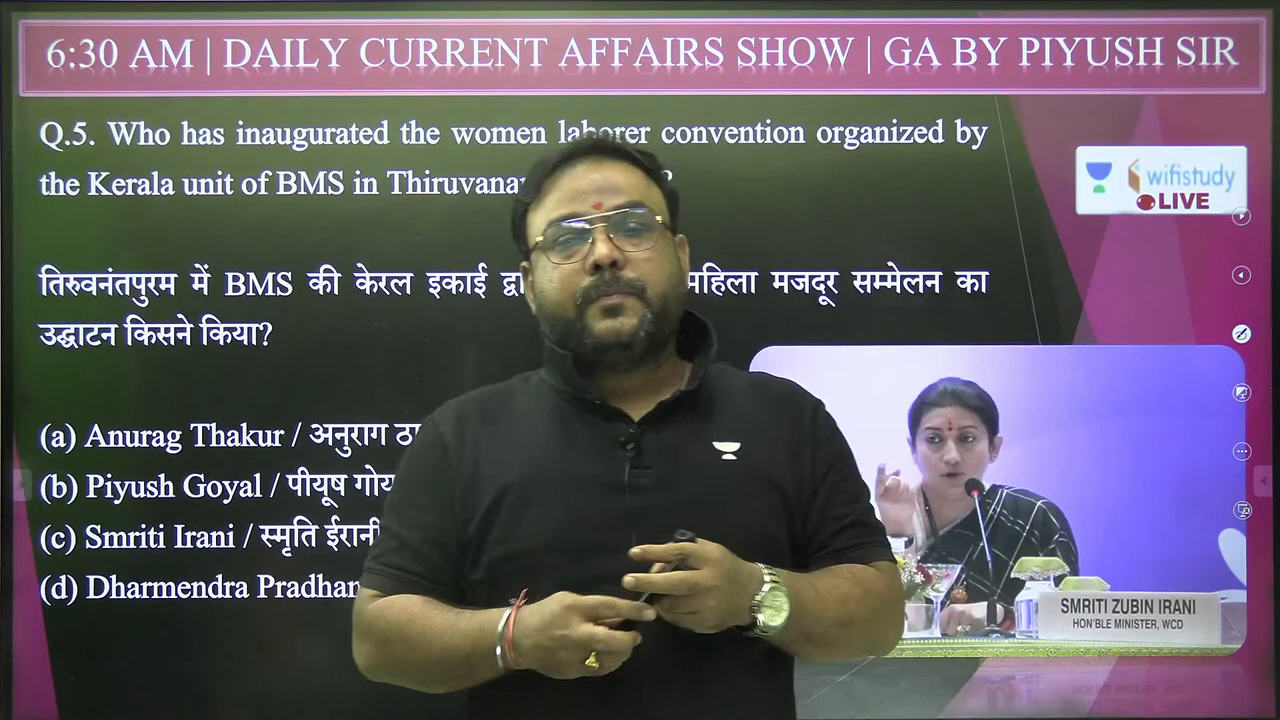 6:30 AM | DAILY CURRENT AFFAIRS SHOW | GA BY PIYUSH SIR
Q.5. Who has inaugurated the women laborer convention organized by
the Kerala unit of BMS in ?
wifistudy
LIVE
तिरुवनंतपुरम में BMS की केरल इकाई महिला मजदूर सम्मेलन का
उद्घाटन किसने किया?
(a) Anurag Thakur / अनुराग
(b) Piyush Goyal / पीयूष
(c) Smriti Irani / स्मृति ईरानी
(d) Dharmendra Pradhan
SMRITI ZUBIN IRANI
HON'BLE MINISTER, WCD